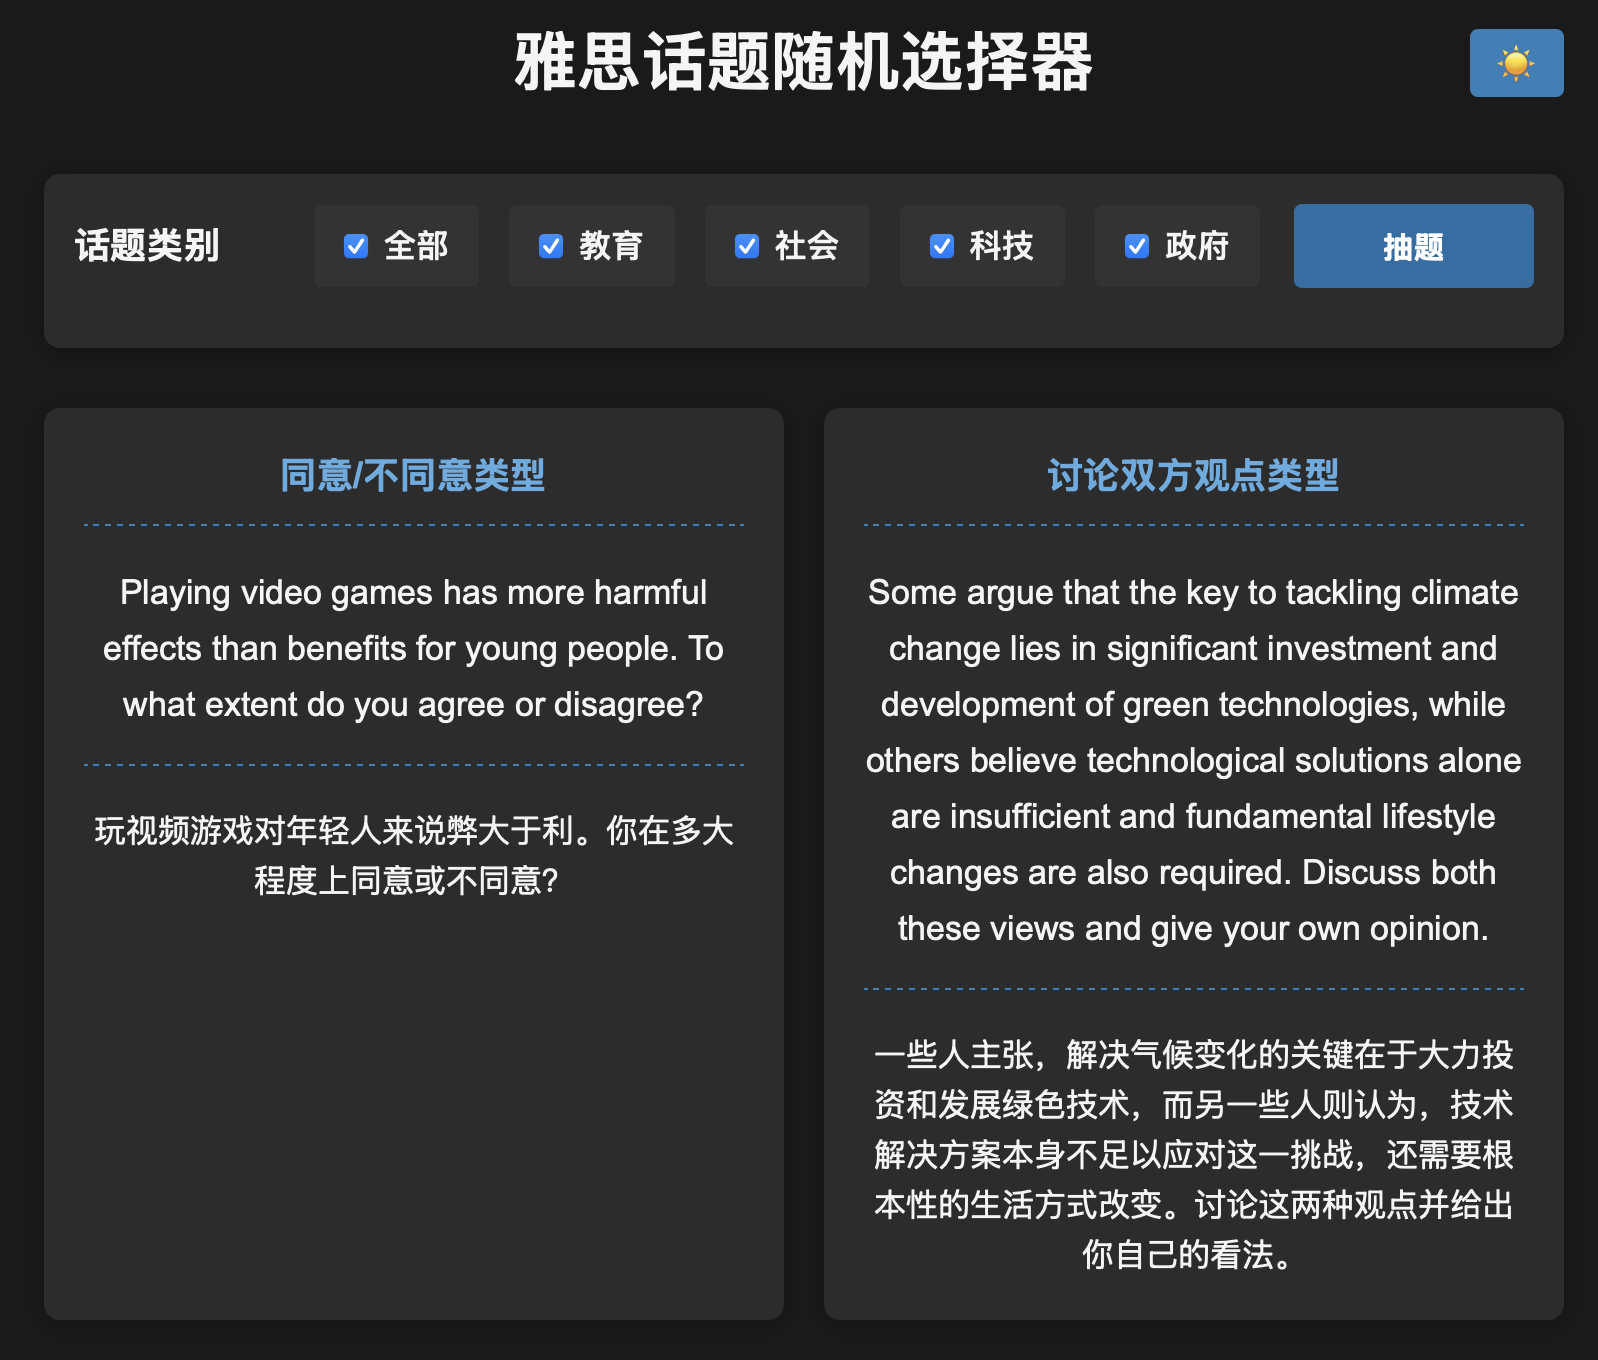 雅思话题随机选择器
话题类别
全部
教育
社会
科技
政府
抽题
同意/不同意类型
Playing video games has more harmful
effects than benefits for young people. To
what extent do you agree or disagree?
玩视频游戏对年轻人来说弊大于利。你在多大
程度上同意或不同意?
讨论双方观点类型
Some argue that the key to tackling climate
change lies in significant investment and
development of green technologies, while
others believe technological solutions alone
are insufficient and fundamental lifestyle
changes are also required. Discuss both
these views and give your own opinion.
一些人主张，解决气候变化的关键在于大力投
资和发展绿色技术，而另一些人则认为，技术
解决方案本身不足以应对这一挑战，还需要根
本性的生活方式改变。讨论这两种观点并给出
你自己的看法。